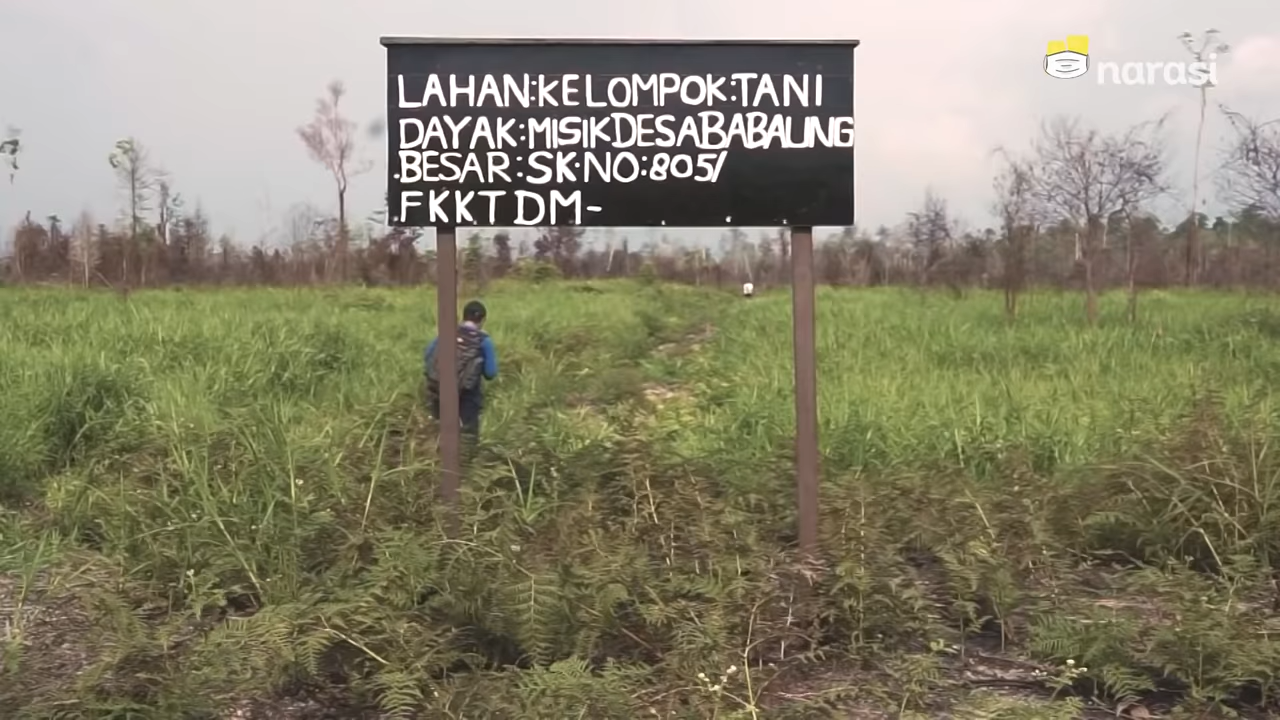 narasi
LAHAN:KELOMPOK:TANI
DAYAK:MISIKDESABABALUNG
BESAR:SK·NO:805/
FKKTDM-